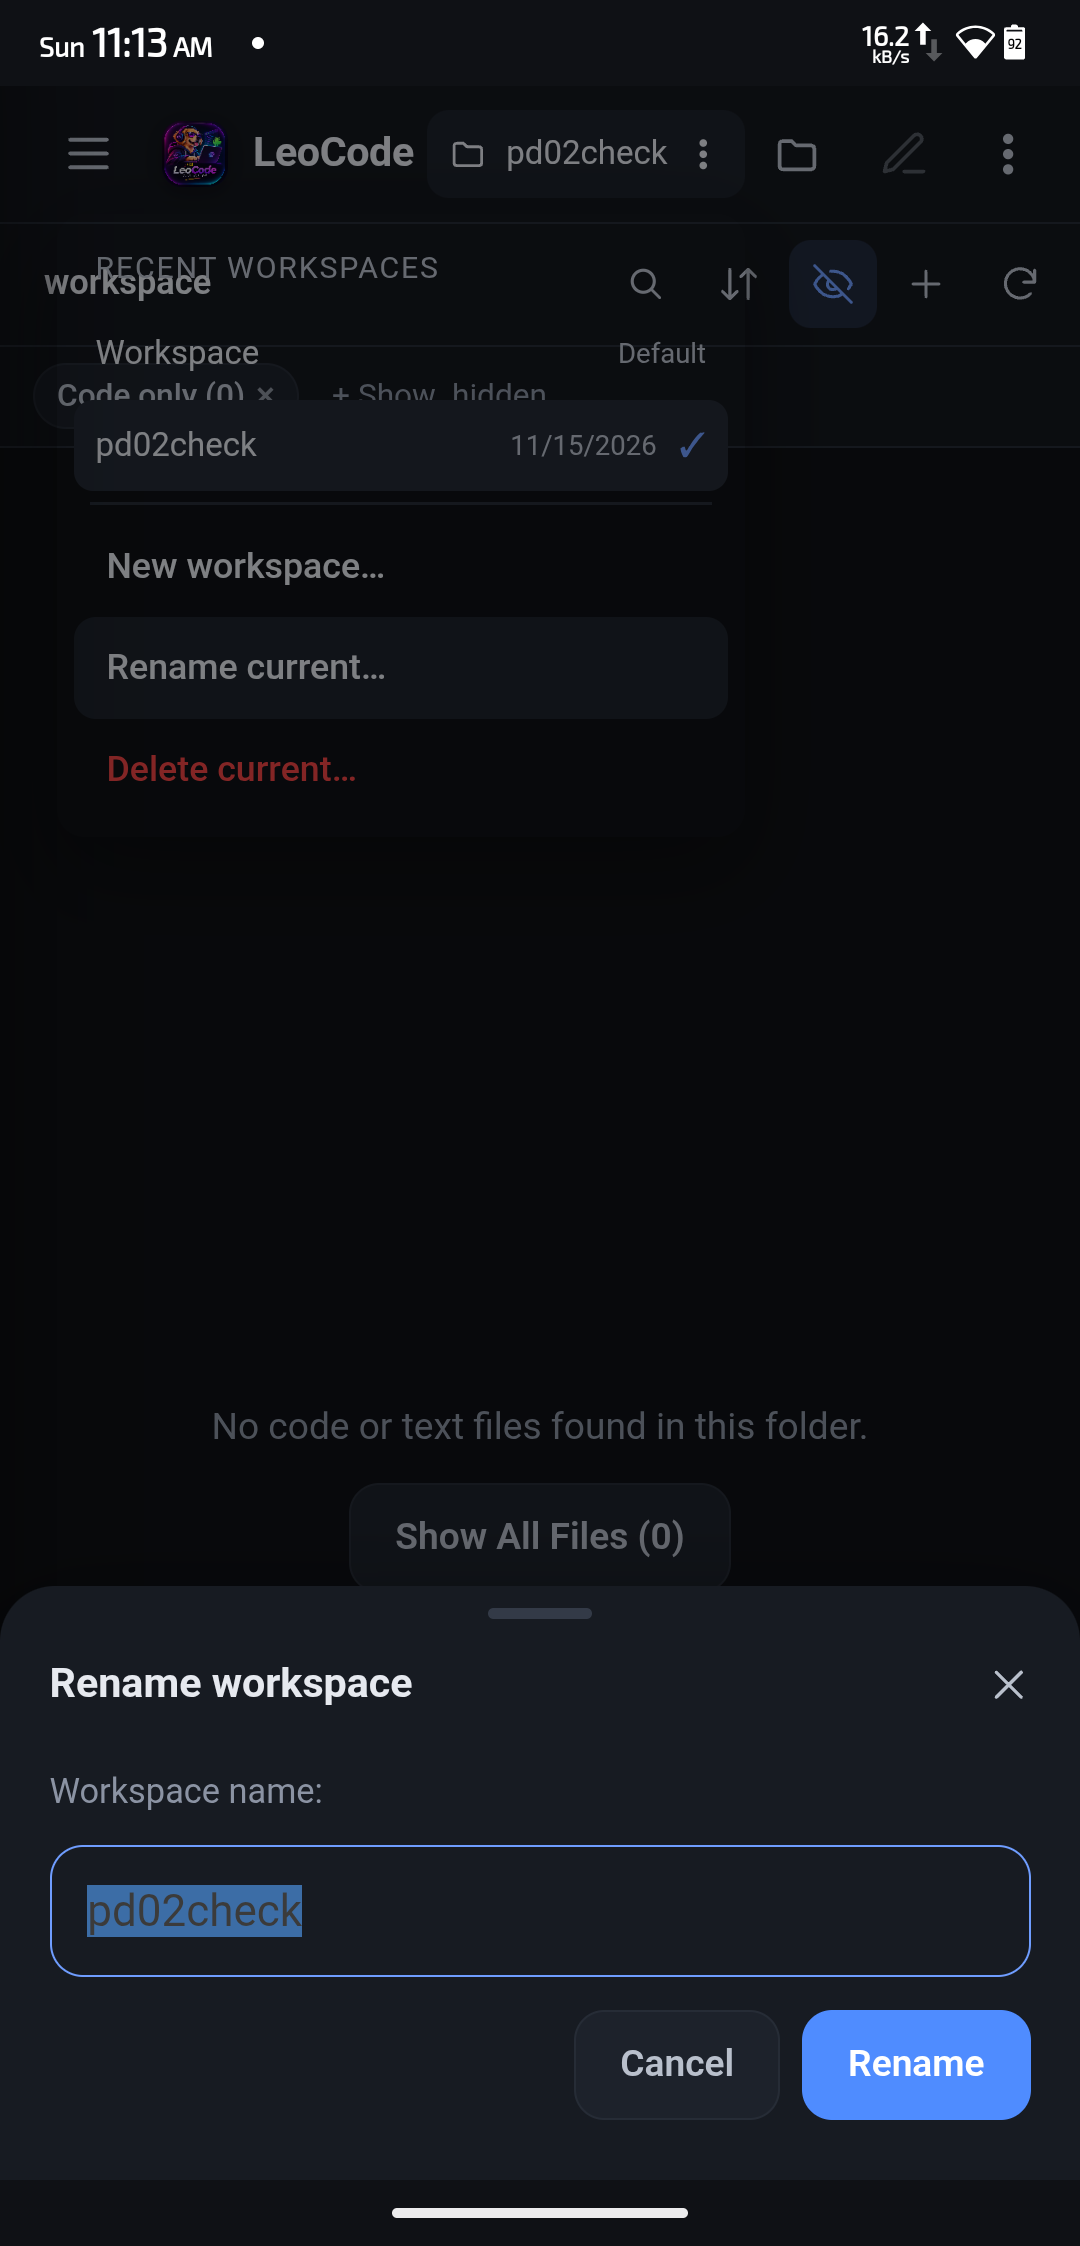 Sun 11:13 AM
16.2
kB/s
92
LeoCode
LeoCode
pd02check
RECENT WORKSPACES
workspace
Workspace
Default
Code only (0) ×
+ Show hidden
pd02check
11/15/2026 ✓
New workspace…
Rename current…
Delete current…
No code or text files found in this folder.
Show All Files (0)
Rename workspace
Workspace name:
pd02check
Cancel
Rename